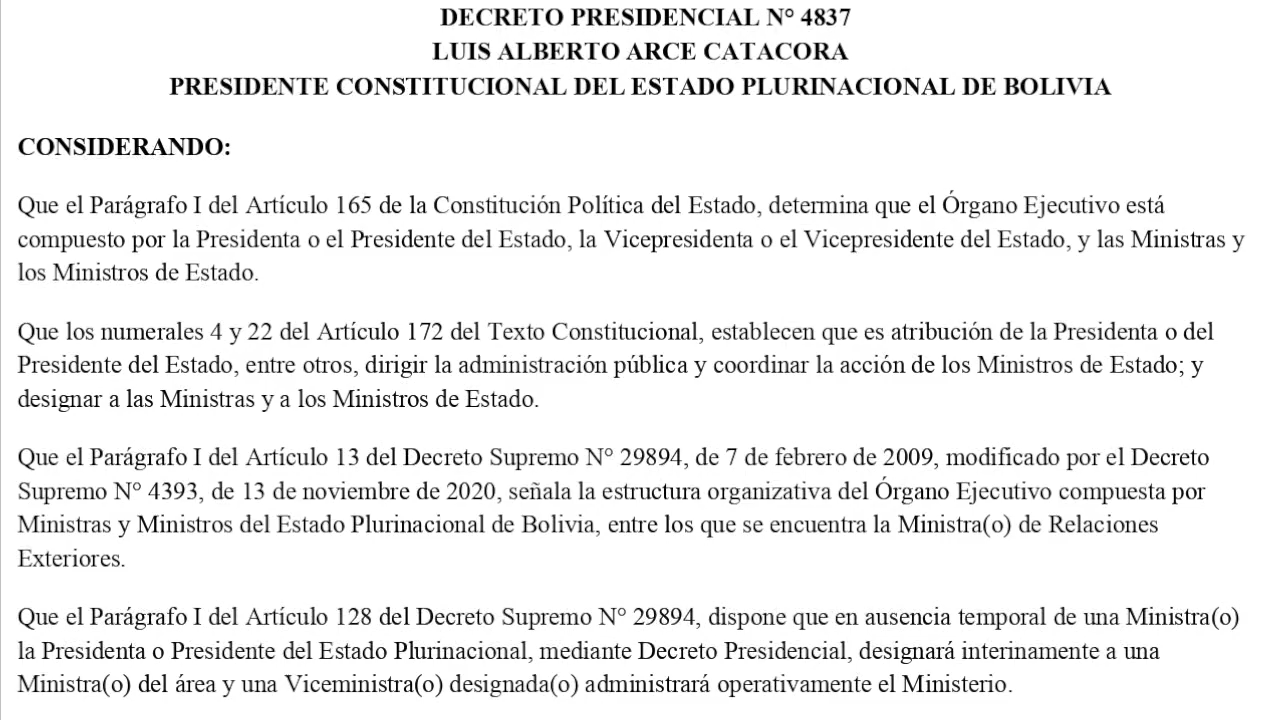 DECRETO PRESIDENCIAL N° 4837
LUIS ALBERTO ARCE CATACORA
PRESIDENTE CONSTITUCIONAL DEL ESTADO PLURINACIONAL DE BOLIVIA
CONSIDERANDO:
Que el Parágrafo I del Artículo 165 de la Constitución Política del Estado, determina que el Órgano Ejecutivo está
compuesto por la Presidenta o el Presidente del Estado, la Vicepresidenta o el Vicepresidente del Estado, y las Ministras y
los Ministros de Estado.
Que los numerales 4 y 22 del Artículo 172 del Texto Constitucional, establecen que es atribución de la Presidenta o del
Presidente del Estado, entre otros, dirigir la administración pública y coordinar la acción de los Ministros de Estado; y
designar a las Ministras y a los Ministros de Estado.
Que el Parágrafo I del Artículo 13 del Decreto Supremo N° 29894, de 7 de febrero de 2009, modificado por el Decreto
Supremo N° 4393, de 13 de noviembre de 2020, señala la estructura organizativa del Órgano Ejecutivo compuesta por
Ministras y Ministros del Estado Plurinacional de Bolivia, entre los que se encuentra la Ministra(o) de Relaciones
Exteriores.
Que el Parágrafo I del Artículo 128 del Decreto Supremo N° 29894, dispone que en ausencia temporal de una Ministra(o)
la Presidenta o Presidente del Estado Plurinacional, mediante Decreto Presidencial, designará interinamente a una
Ministra(o) del área y una Viceministra(o) designada(o) administrará operativamente el Ministerio.